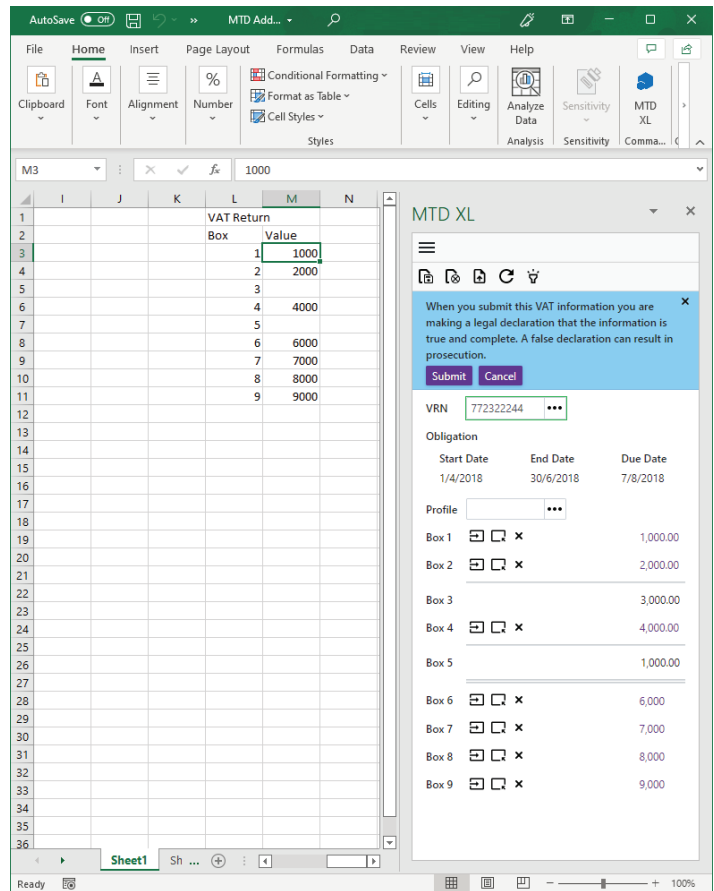 AutoSave Off » MTD Add...
File Home Insert Page Layout Formulas Data Review View Help
Clipboard Font Alignment Number
%
Conditional Formatting
Format as Table
Cell Styles
Styles
Cells Editing
Analyze Data
Analysis
Sensitivity
Sensitivity
MTD XL
Comma...
M3 fx 1000
I J K L M N
1 VAT Return
2 Box Value
3 1 1000
4 2 2000
5 3
6 4 4000
7 5
8 6 6000
9 7 7000
10 8 8000
11 9 9000
12
13
14
15
16
17
18
19
20
21
22
23
24
25
26
27
28
29
30
31
32
33
34
35
36
Sheet1 Sh ...
Ready 100%
MTD XL
When you submit this VAT information you are
making a legal declaration that the information is
true and complete. A false declaration can result in
prosecution.
Submit Cancel
VRN 772322244 •••
Obligation
Start Date End Date Due Date
1/4/2018 30/6/2018 7/8/2018
Profile •••
Box 1 1,000.00
Box 2 2,000.00
Box 3 3,000.00
Box 4 4,000.00
Box 5 1,000.00
Box 6 6,000
Box 7 7,000
Box 8 8,000
Box 9 9,000